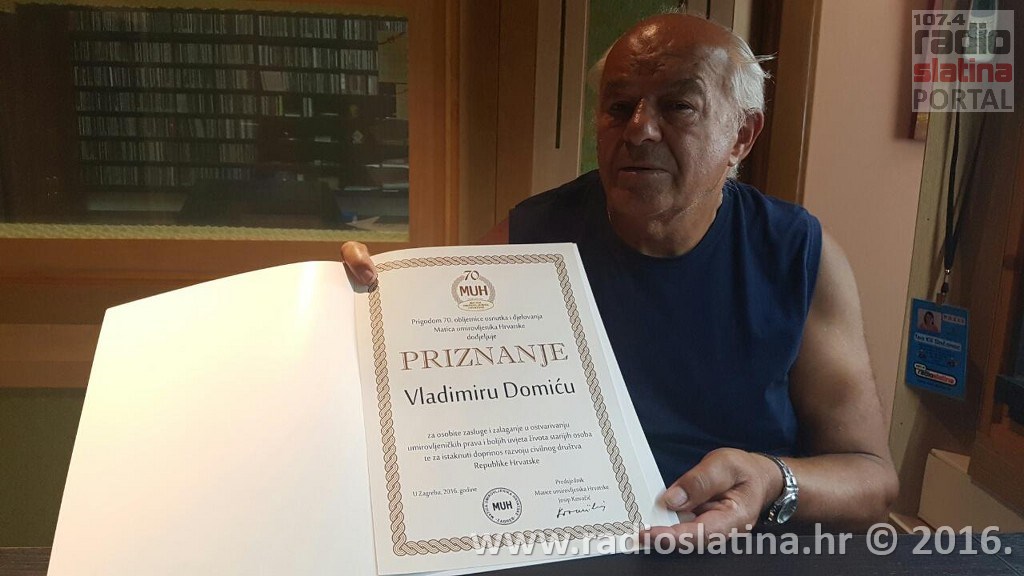 107.4
radio
slatina
PORTAL
70
MUH
Prigodom 70. obljetnice osnutka i djelovanja
Matica umirovljenika Hrvatske
dodjeljuje
PRIZNANJE
Vladimiru Domiću
za osobite zasluge i zalaganje u ostvarivanju
umirovljeničkih prava i boljih uvjeta života starijih osoba
te za istaknuti doprinos razvoju civilnog društva
Republike Hrvatske
U Zagrebu, 2016. godine
Predsjednik
Matice umirovljenika Hrvatske
Josip Kovačić
MUH
www.radioslatina.hr © 2016.